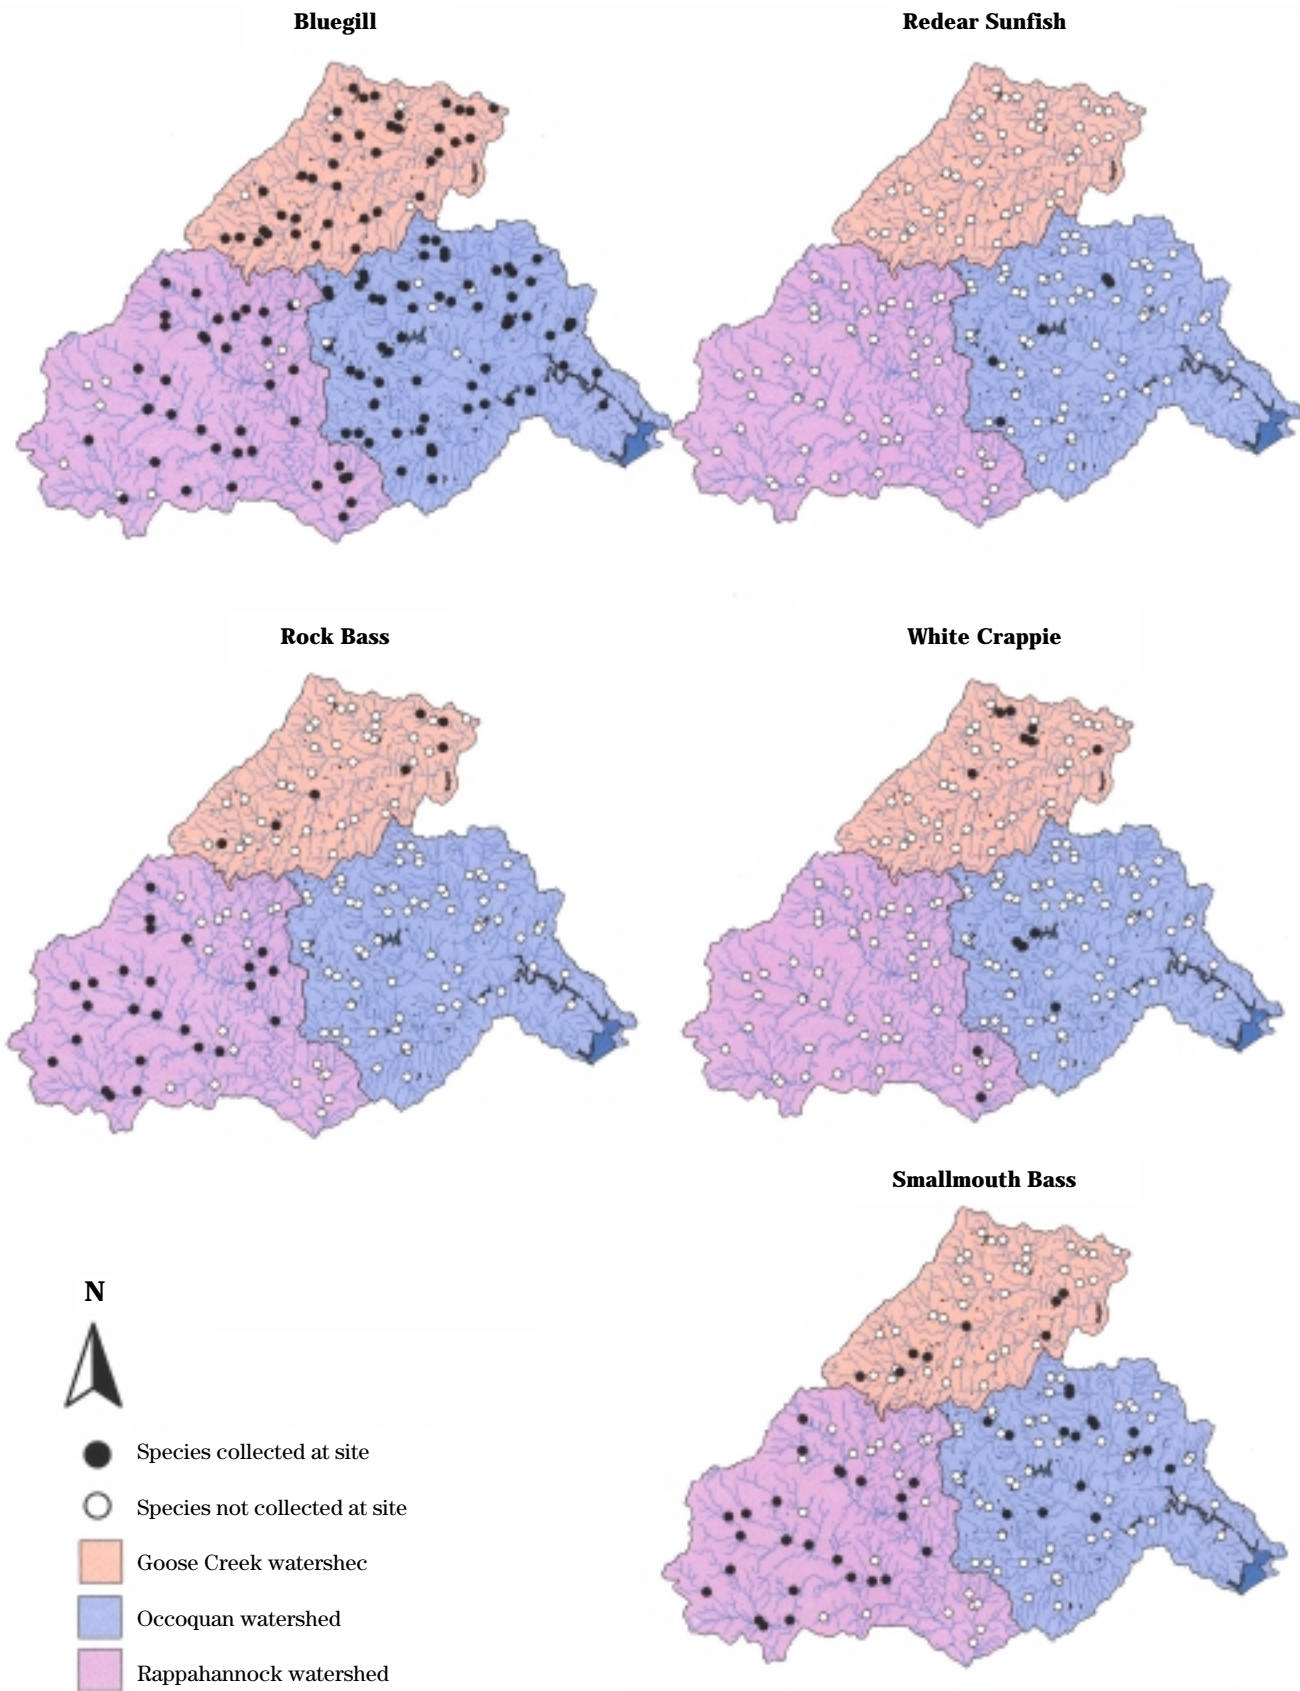 Bluegill
Redear Sunfish
Rock Bass
White Crappie
Smallmouth Bass
N
Species collected at site
Species not collected at site
Goose Creek watershec
Occoquan watershed
Rappahannock watershed